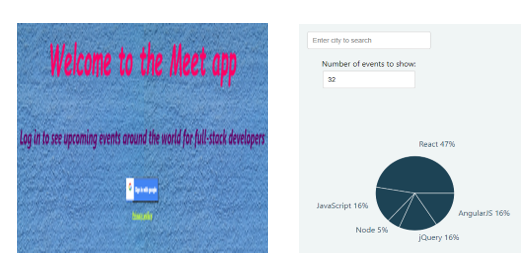 Welcome to the Meet app
Log in to see upcoming events around the world for full-stack developers
Sign in with google
Enter city to search
Number of events to show:
32
React 47%
JavaScript 16%
AngularJS 16%
Node 5%
jQuery 16%